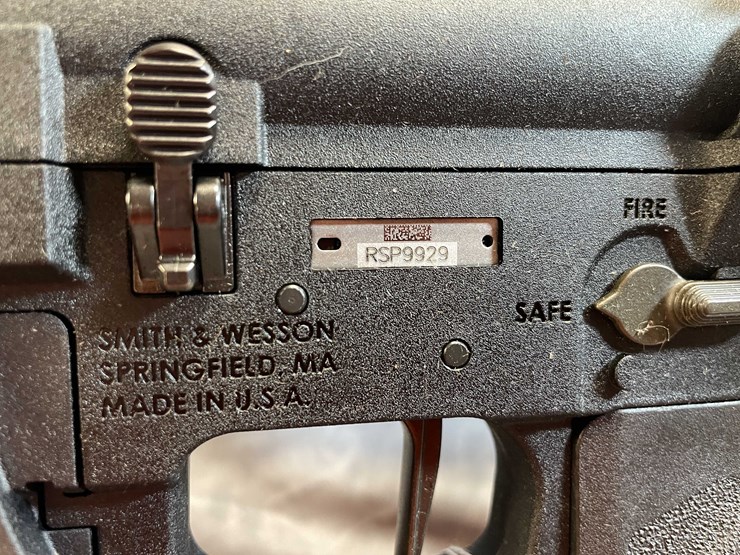 FIRE
RSP9929
SAFE
SMITH & WESSON
SPRINGFIELD, MA
MADE IN U.S.A.